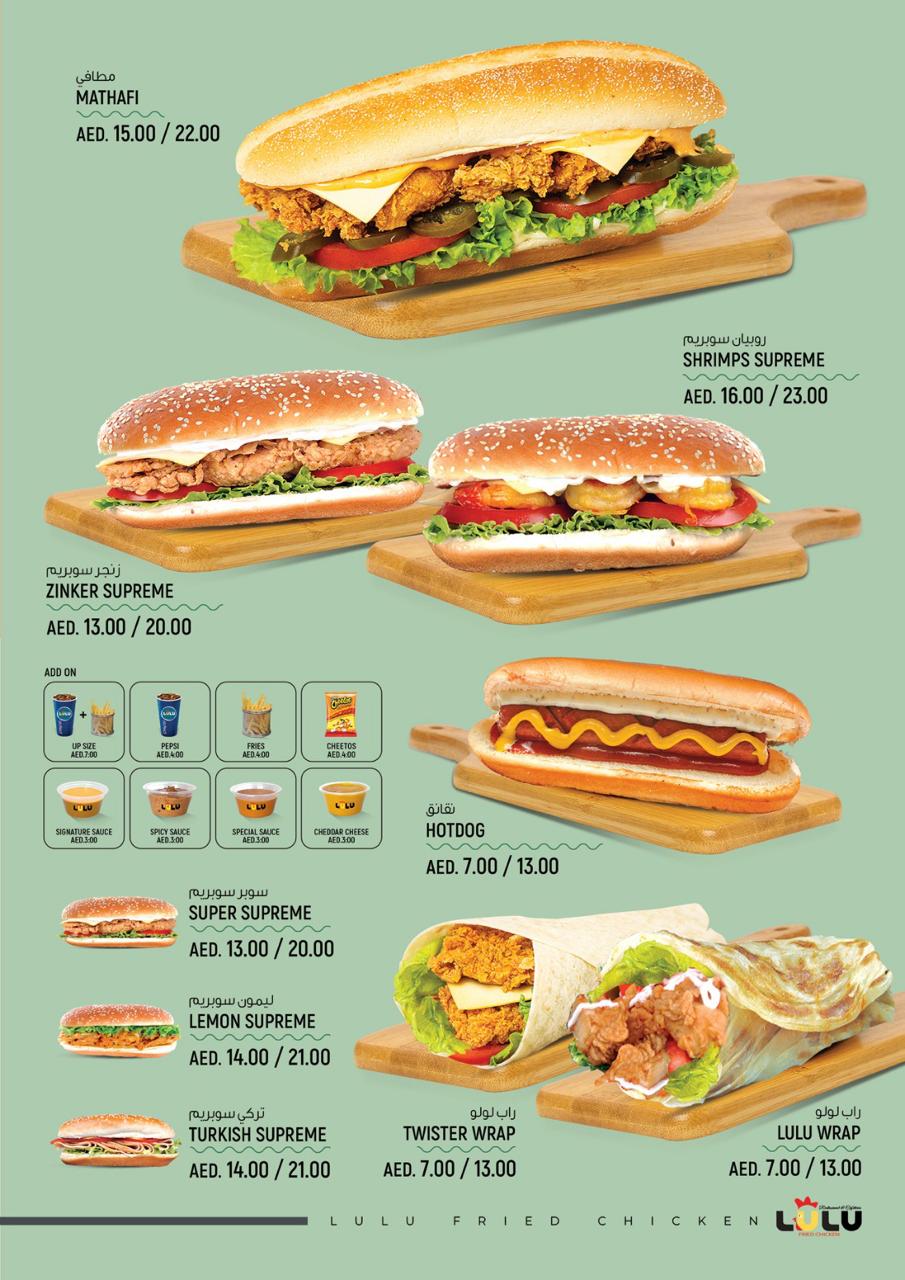 مطافي
MATHAFI
AED. 15.00 / 22.00
روبيان سوبريم
SHRIMPS SUPREME
AED. 16.00 / 23.00
زنجر سوبريم
ZINKER SUPREME
AED. 13.00 / 20.00
ADD ON
UP SIZE
AED.7:00
PEPSI
AED.4:00
FRIES
AED.4:00
CHEETOS
AED.4:00
SIGNATURE SAUCE
AED.3:00
SPICY SAUCE
AED.3:00
SPECIAL SAUCE
AED.3:00
CHEDDAR CHEESE
AED.3:00
نقانق
HOTDOG
AED. 7.00 / 13.00
سوبر سوبريم
SUPER SUPREME
AED. 13.00 / 20.00
ليمون سوبريم
LEMON SUPREME
AED. 14.00 / 21.00
تركي سوبريم
TURKISH SUPREME
AED. 14.00 / 21.00
راب لولو
TWISTER WRAP
AED. 7.00 / 13.00
راب لولو
LULU WRAP
AED. 7.00 / 13.00
LULU FRIED CHICKEN
LULU
FRIED CHICKEN